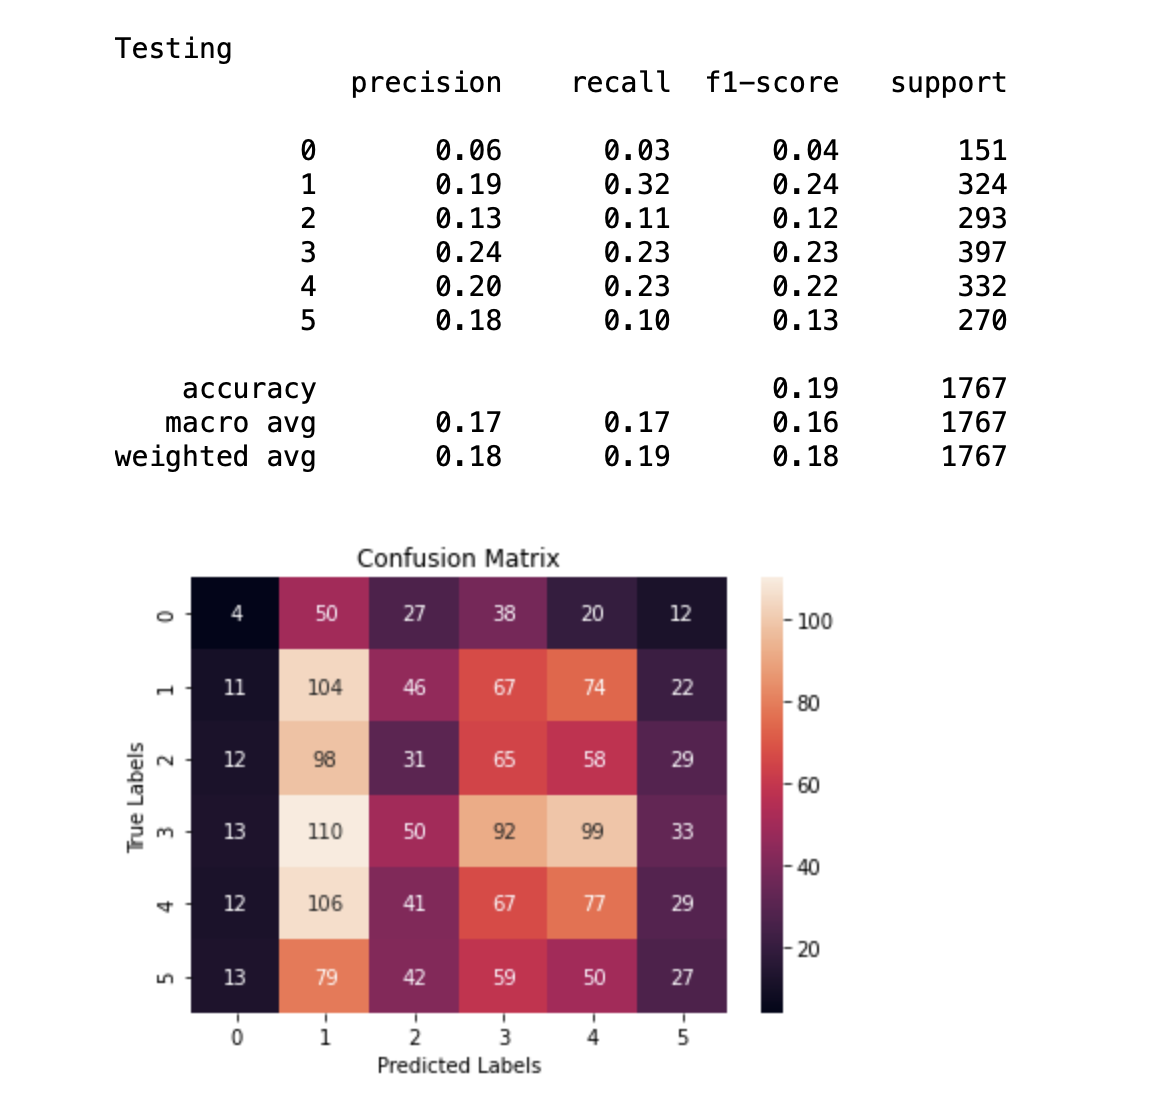 Testing
precision recall f1-score support
0 0.06 0.03 0.04 151
1 0.19 0.32 0.24 324
2 0.13 0.11 0.12 293
3 0.24 0.23 0.23 397
4 0.20 0.23 0.22 332
5 0.18 0.10 0.13 270
accuracy 0.19 1767
macro avg 0.17 0.17 0.16 1767
weighted avg 0.18 0.19 0.18 1767
Confusion Matrix
0 4 50 27 38 20 12
1 11 104 46 67 74 22
2 12 98 31 65 58 29
3 13 110 50 92 99 33
4 12 106 41 67 77 29
5 13 79 42 59 50 27
0 1 2 3 4 5
Predicted Labels
True Labels
100
80
60
40
20